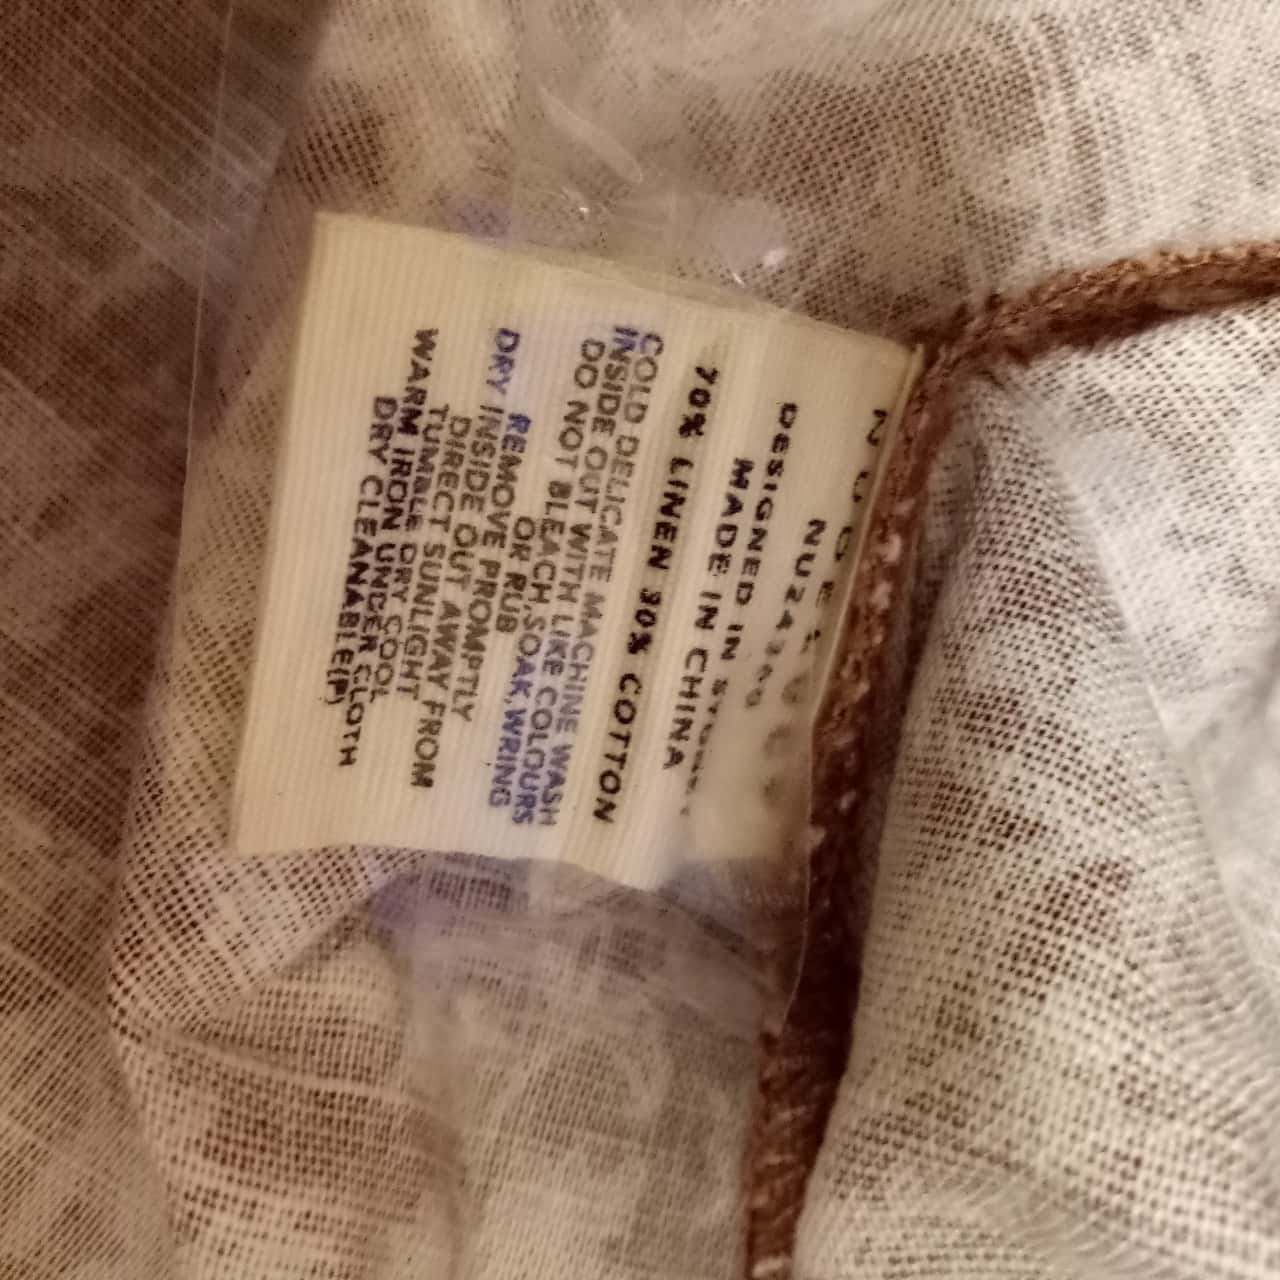 DESIGNED IN
MADE IN CHINA
70% LINEN 30% COTTON
COLD DELICATE MACHINE WASH
INSIDE OUT WITH LIKE COLOURS
DO NOT BLEACH, SOAK, WRING
OR RUB
REMOVE PROMPTLY
DRY INSIDE OUT AWAY FROM
DIRECT SUNLIGHT
TUMBLE DRY COOL
WARM IRON UNDER CLOTH
DRY CLEANABLE(P)